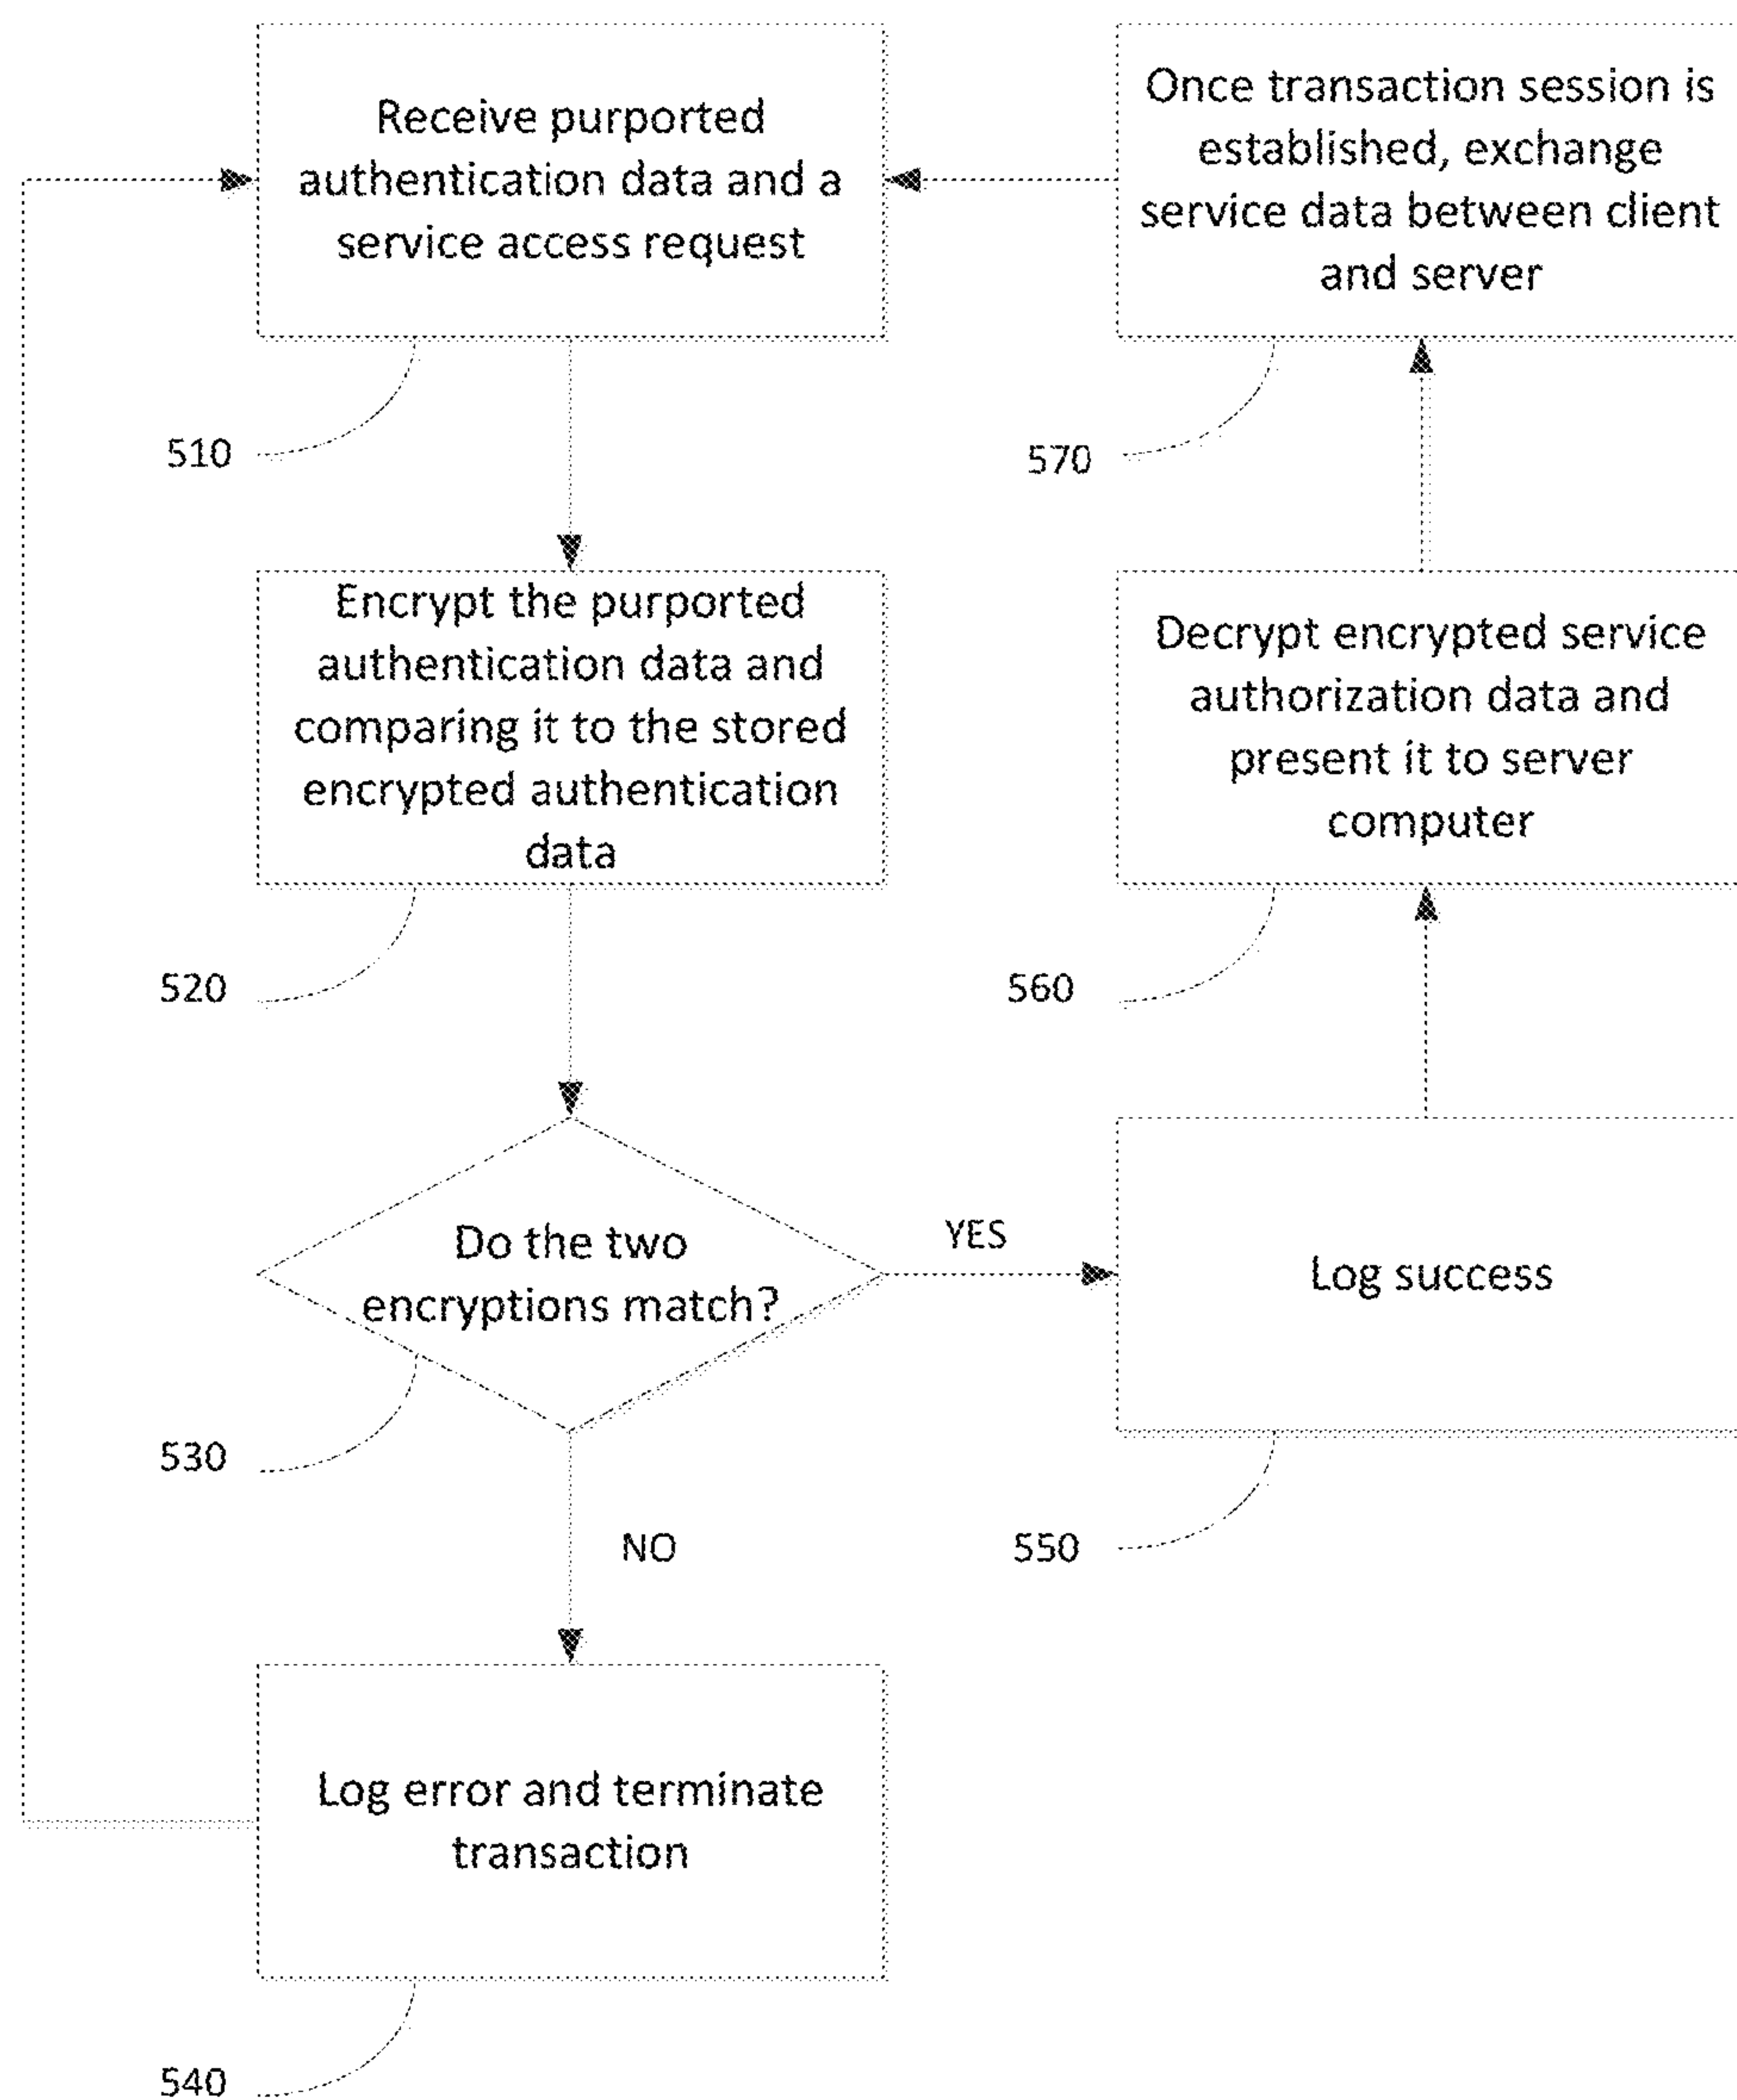 Receive purported
authentication data and a
service access request
510
Encrypt the purported
authentication data and
comparing it to the stored
encrypted authentication
data
520
Do the two
encryptions match?
530
YES
NO
Log error and terminate
transaction
540
Log success
550
Decrypt encrypted service
authorization data and
present it to server
computer
560
Once transaction session is
established, exchange
service data between client
and server
570